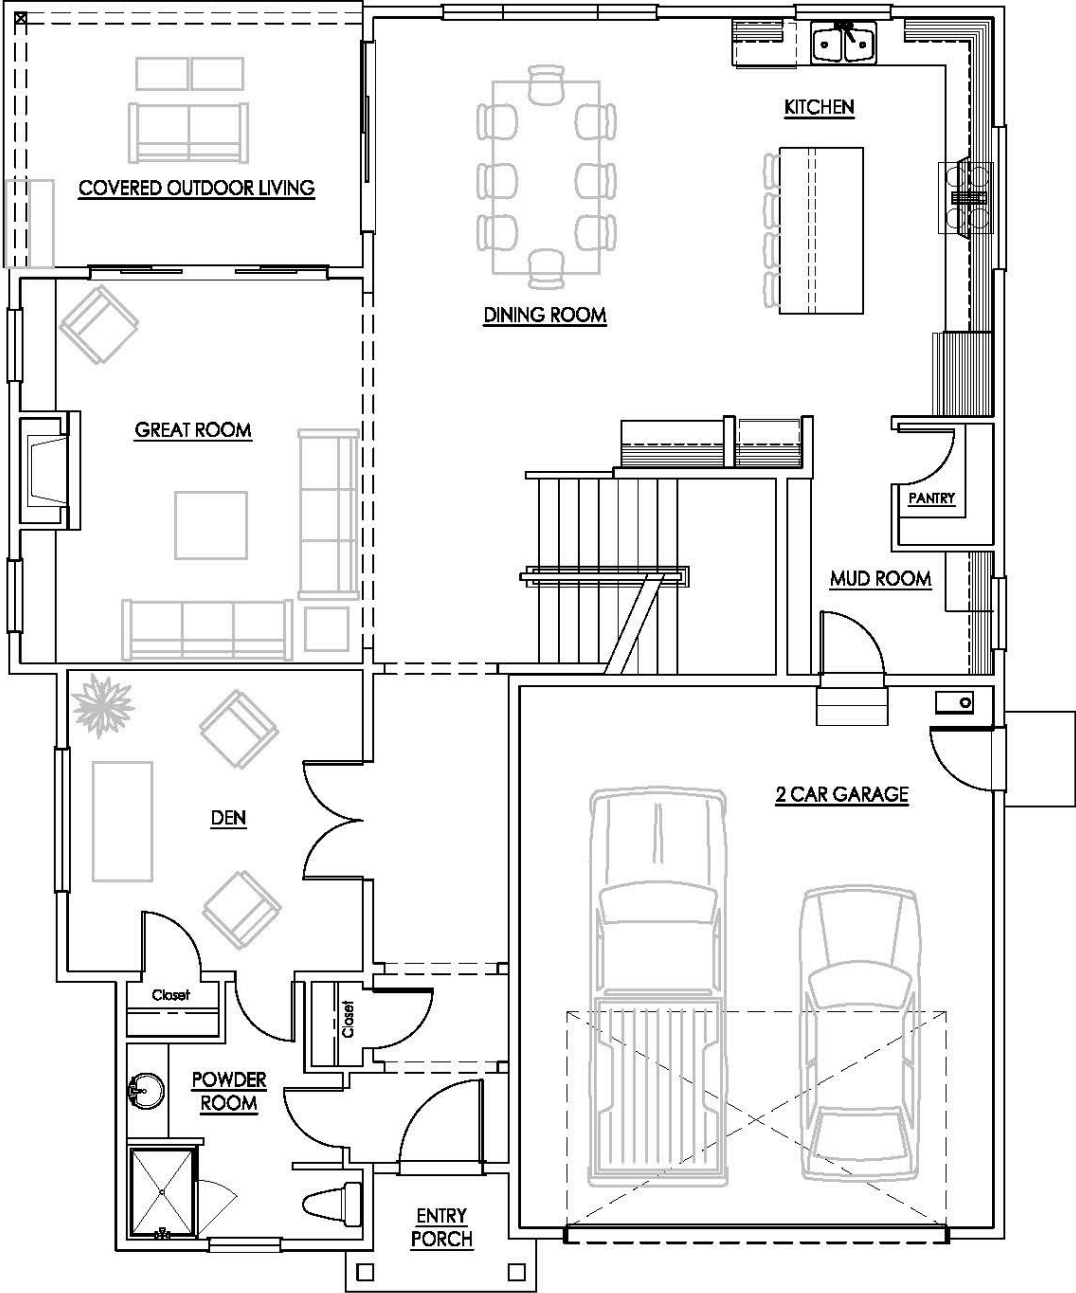 KITCHEN
COVERED OUTDOOR LIVING
DINING ROOM
GREAT ROOM
PANTRY
MUD ROOM
2 CAR GARAGE
DEN
Closet
Closet
POWDER
ROOM
ENTRY
PORCH